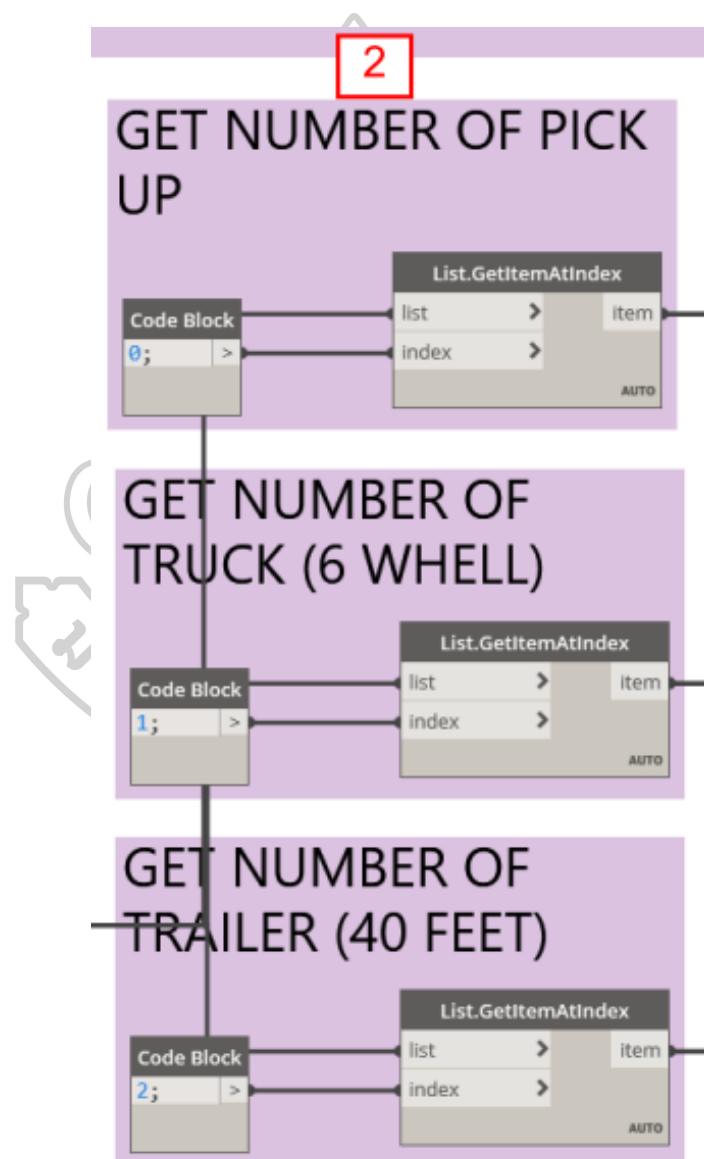 2
GET NUMBER OF PICK
UP
List.GetItemAtIndex
Code Block
list > item
0; >
index >
AUTO
GET NUMBER OF
TRUCK (6 WHELL)
List.GetItemAtIndex
Code Block
list > item
1; >
index >
AUTO
GET NUMBER OF
TRAILER (40 FEET)
List.GetItemAtIndex
Code Block
list > item
2; >
index >
AUTO